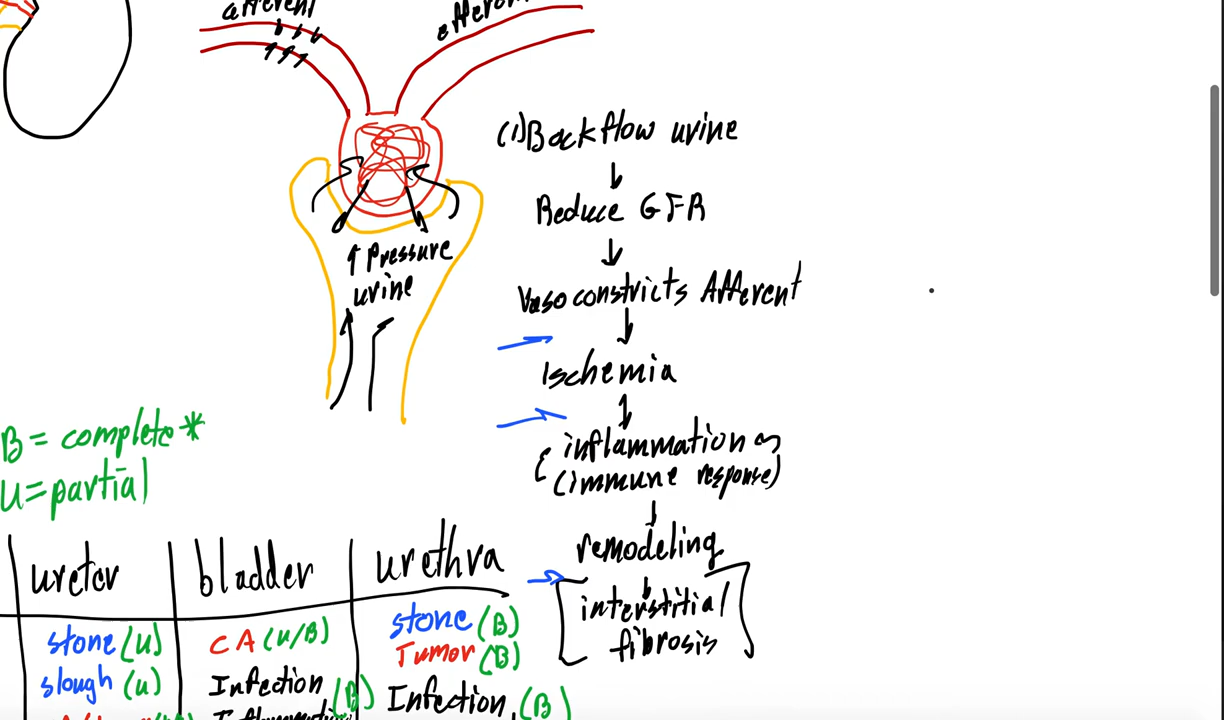 afferent
(1) Backflow urine
Reduce GFR
↑ Pressure
urine
Vasoconstricts Afferent
Ischemia
B = complete *
U = partial
inflammation
(immune response)
remodeling
interstitial
fibrosis
ureter bladder urethra
stone (U) CA (U/B) stone (B)
slough (u) Infection (B) Tumor (B)
Infection (B)